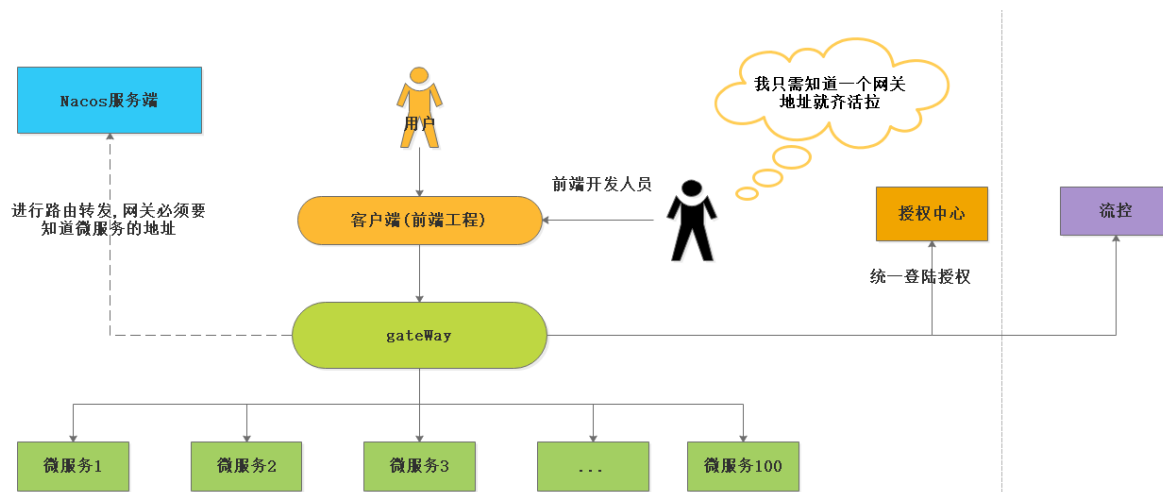 我只需知道一个网关
地址就齐活拉
Nacos服务端
用户
前端开发人员
进行路由转发,网关必须要
知道微服务的地址
客户端(前端工程)
授权中心
流控
统一登陆授权
gateWay
微服务1
微服务2
微服务3
...
微服务100